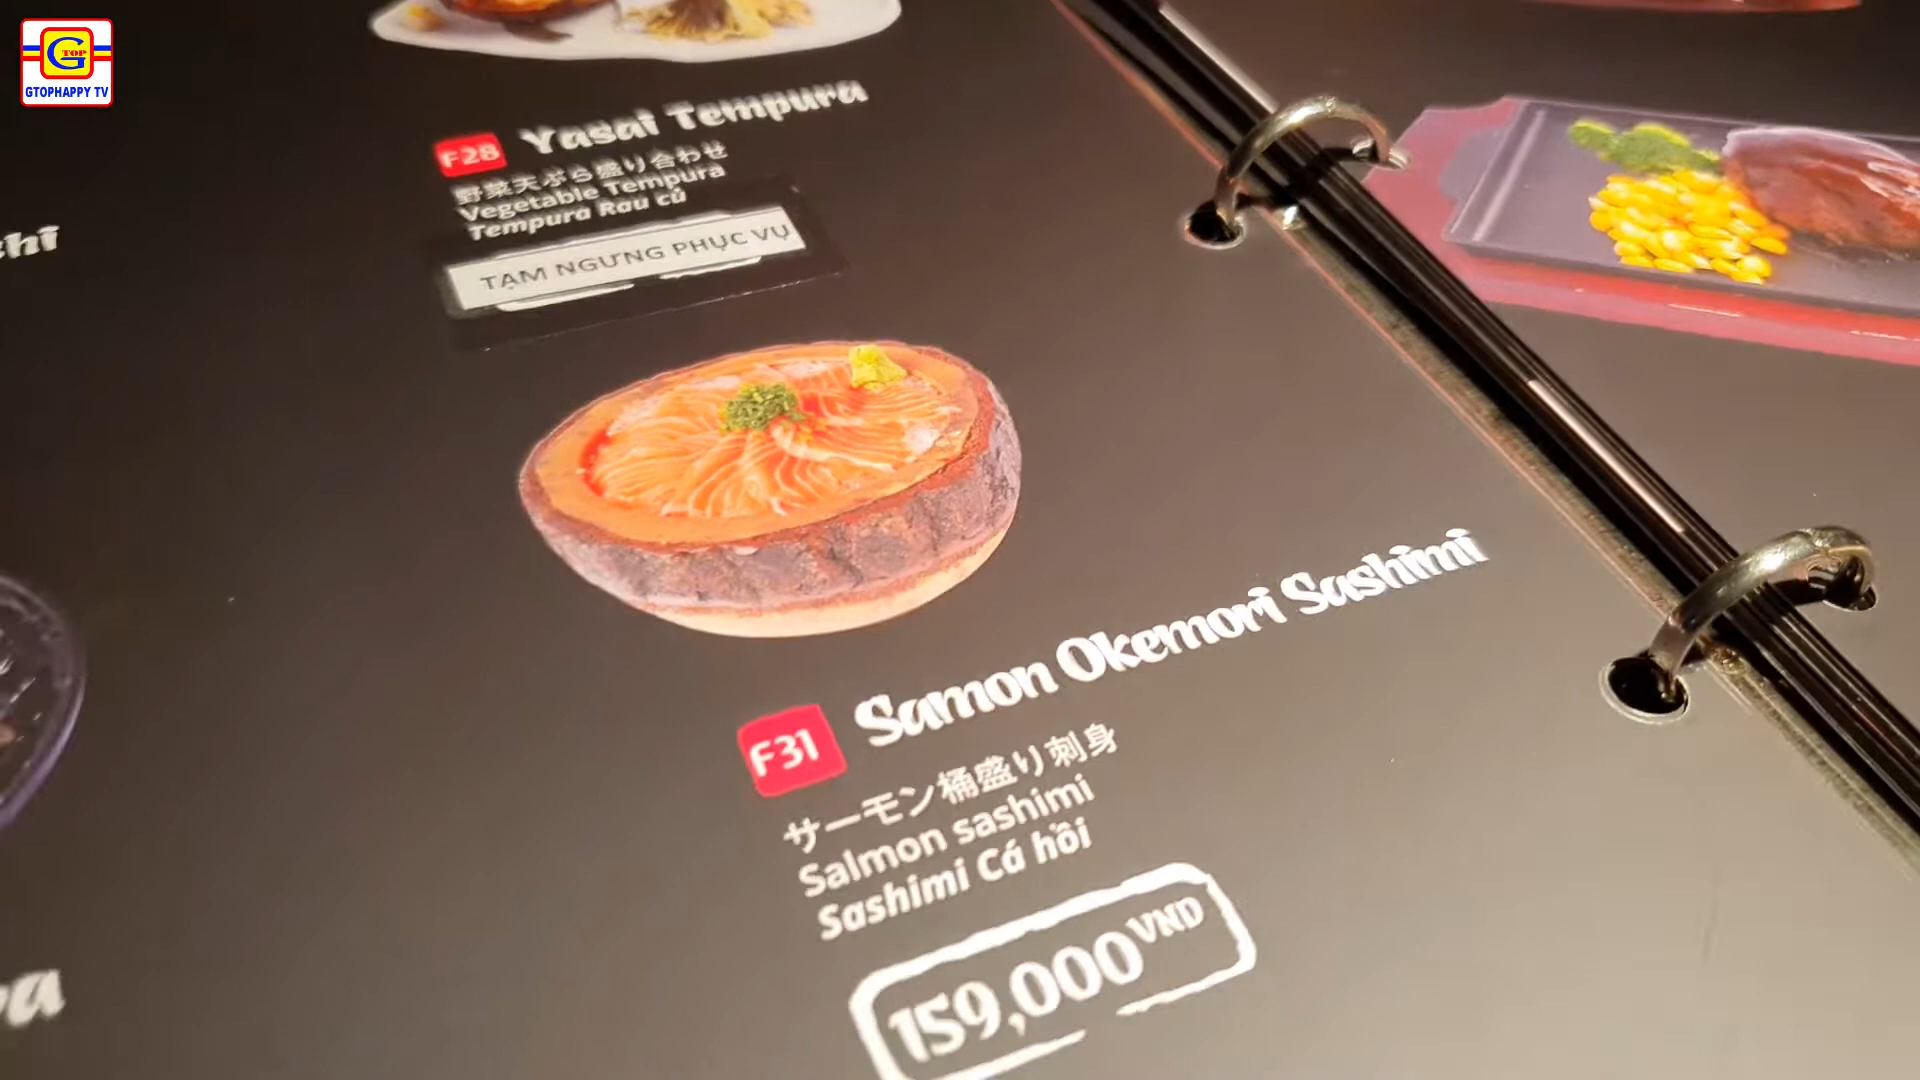 G TOP
GTOPHAPPY TV
F28 Yasai Tempura
野菜天ぷら盛り合わせ
Vegetable Tempura
Tempura Rau củ
TẠM NGƯNG PHỤC VỤ
F31 Samon Okemori Sashimi
サーモン桶盛り刺身
Salmon sashimi
Sashimi Cá hồi
159,000 VND